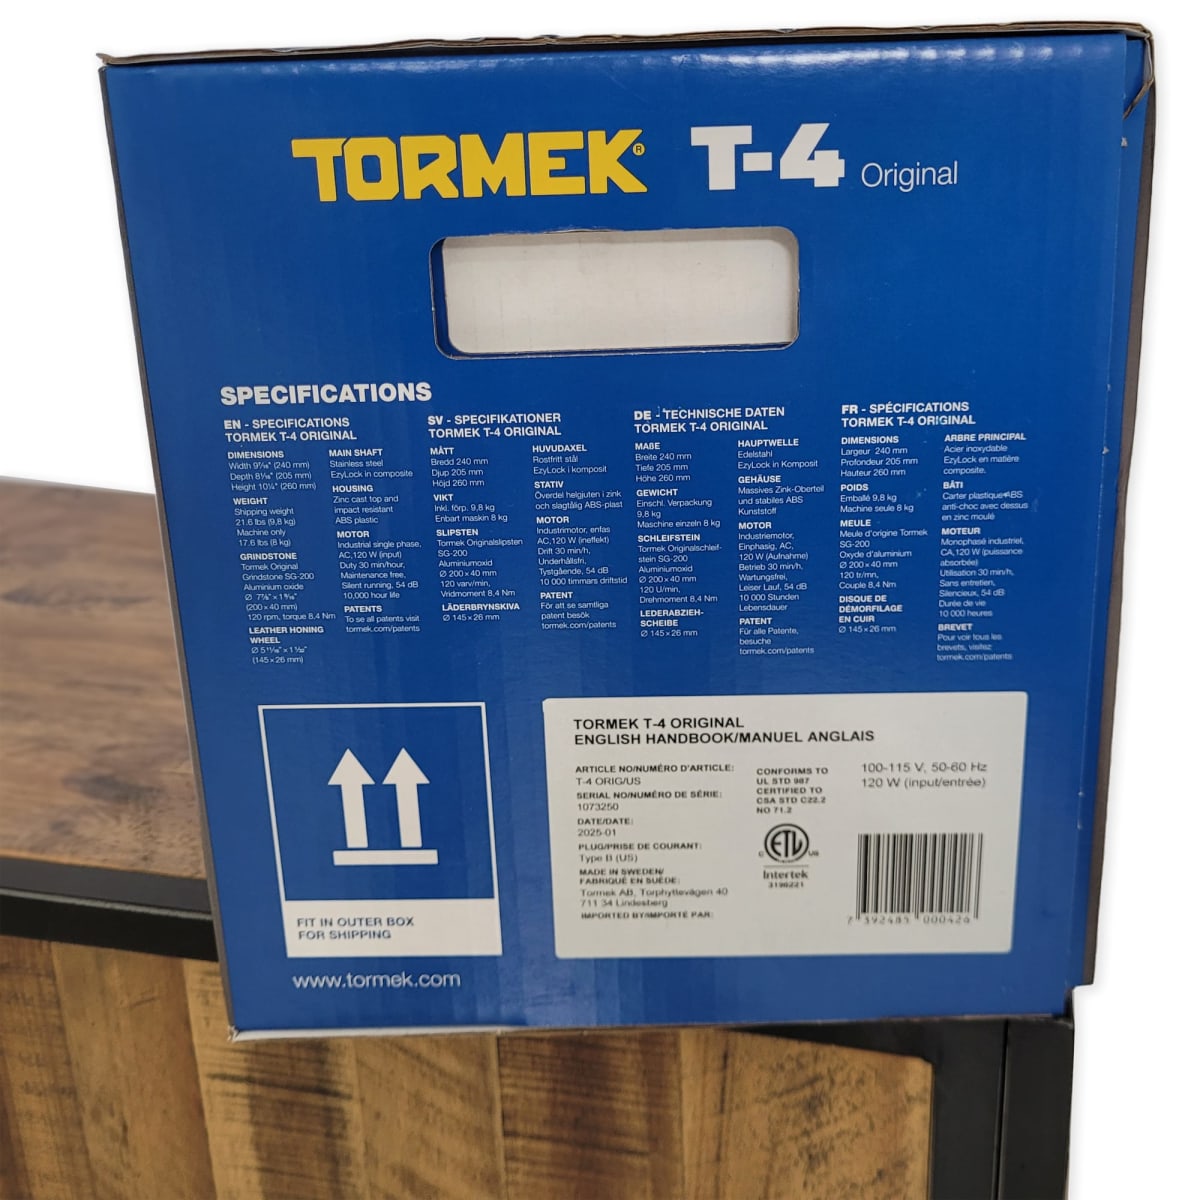 TORMEK® T-4 Original
SPECIFICATIONS
EN - SPECIFICATIONS
TORMEK T-4 ORIGINAL
DIMENSIONS
Width 9⁷⁄₁₆" (240 mm)
Depth 8¹⁄₁₆" (205 mm)
Height 10¼" (260 mm)
WEIGHT
Shipping weight
21.6 lbs (9,8 kg)
Machine only
17.6 lbs (8 kg)
GRINDSTONE
Tormek Original
Grindstone SG-200
Aluminium oxide
(200 × 40 mm)
120 rpm, torque 8,4 Nm
LEATHER HONING
WHEEL
(145 × 26 mm)
MAIN SHAFT
Stainless steel
EzyLock in composite
HOUSING
Zinc cast top and
impact resistant
ABS plastic
MOTOR
Industrial single phase,
AC,120 W (input)
Duty 30 min/hour,
Maintenance free,
Silent running, 54 dB
10,000 hour life
PATENTS
To se all patents visit
tormek.com/patents
SV - SPECIFIKATIONER
TORMEK T-4 ORIGINAL
MÅTT
Bredd 240 mm
Djup 205 mm
Höjd 260 mm
VIKT
Inkl. förp. 9,8 kg
Enbart maskin 8 kg
SLIPSTEN
Tormek Originalslipsten
SG-200
Aluminiumoxid
Ø 200 × 40 mm
120 varv/min,
Vridmoment 8,4 Nm
LÄDERBRYNSKIVA
Ø 145 × 26 mm
HUVUDAXEL
Rostfritt stål
EzyLock i komposit
STATIV
Överdel helgjuten i zink
och slagtålig ABS-plast
MOTOR
Industrimotor, enfas
AC,120 W (ineffekt)
Drift 30 min/h,
Underhållsfri,
Tystgående, 54 dB
10 000 timmars driftstid
PATENT
För att se samtliga
patent besök
tormek.com/patents
DE - TECHNISCHE DATEN
TORMEK T-4 ORIGINAL
MAẞE
Breite 240 mm
Tiefe 205 mm
Höhe 260 mm
GEWICHT
Einschl. Verpackung
9,8 kg
Maschine einzeln 8 kg
SCHLEIFSTEIN
Tormek Originalschleif-
stein SG-200
Aluminiumoxid
Ø 200 × 40 mm
120 U/min,
Drehmoment 8,4 Nm
LEDERABZIEH-
SCHEIBE
Ø 145 × 26 mm
HAUPTWELLE
Edelstahl
EzyLock in Komposit
GEHÄUSE
Massives Zink-Oberteil
und stabiles ABS
Kunststoff
MOTOR
Industriemotor,
Einphasig, AC,
120 W (Aufnahme)
Betrieb 30 min/h,
Wartungsfrei,
Leiser Lauf, 54 dB
10 000 Stunden
Lebensdauer
PATENT
Für alle Patente,
besuche
tormek.com/patents
FR - SPÉCIFICATIONS
TORMEK T-4 ORIGINAL
DIMENSIONS
Largeur 240 mm
Profondeur 205 mm
Hauteur 260 mm
POIDS
Emballé 9,8 kg
Machine seule 8 kg
MEULE
Meule d'origine Tormek
SG-200
Oxyde d'aluminium
Ø 200 × 40 mm
120 tr/mn,
Couple 8,4 Nm
DISQUE DE
DÉMORFILAGE
EN CUIR
Ø 145 × 26 mm
ARBRE PRINCIPAL
Acier inoxydable
EzyLock en matière
composite.
BÂTI
Carter plastique ABS
anti-choc avec dessus
en zinc moulé
MOTEUR
Monophasé industriel,
CA,120 W (puissance
absorbée)
Utilisation 30 min/h,
Sans entretien,
Silencieux, 54 dB
Durée de vie
10 000 heures
BREVET
Pour voir tous les
brevets, visitez
tormek.com/patents
FIT IN OUTER BOX
FOR SHIPPING
www.tormek.com
TORMEK T-4 ORIGINAL
ENGLISH HANDBOOK/MANUEL ANGLAIS
ARTICLE NO/NUMÉRO D'ARTICLE:
T-4 ORIG/US
SERIAL NO/NUMÉRO DE SÉRIE:
1073250
DATE/DATE:
2025-01
PLUG/PRISE DE COURANT:
Type B (US)
MADE IN SWEDEN/
FABRIQUÉ EN SUÈDE:
Tormek AB, Torphyttevägen 40
711 34 Lindesberg
IMPORTED BY/IMPORTÉ PAR:
CONFORMS TO
UL STD 987
CERTIFIED TO
CSA STD C22.2
NO 71.2
C ETL US
Intertek
3196221
100-115 V, 50-60 Hz
120 W (input/entrée)
7 392485 000426